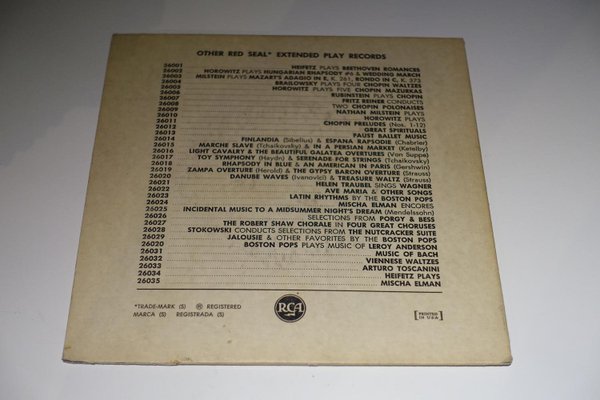 OTHER RED SEAL* EXTENDED PLAY RECORDS
26001 HEIFETZ PLAYS BEETHOVEN ROMANCES
26002 HOROWITZ PLAYS HUNGARIAN RHAPSODY #6 & WEDDING MARCH
26003 MILSTEIN PLAYS MAZART'S ADAGIO IN E, K. 261, RONDO IN C, K. 373
26004 BRAILOWSKY PLAYS FOUR CHOPIN WALTZES
26005 HOROWITZ PLAYS FIVE CHOPIN MAZURKAS
26006 RUBINSTEIN PLAYS CHOPIN
26007 FRITZ REINER CONDUCTS
26008 TWO CHOPIN POLONAISES
26009 NATHAN MILSTEIN PLAYS
26010 HOROWITZ PLAYS
26011 CHOPIN PRELUDES (Nos. 1-12)
26012 GREAT SPIRITUALS
26013 FAUST BALLET MUSIC
26014 FINLANDIA (Sibelius) & ESPANA RAPSODIE (Chabrier)
26015 MARCHE SLAVE (Tchaikovsky) & IN A PERSIAN MARKET (Ketelby)
26016 LIGHT CAVALRY & THE BEAUTIFUL GALATEA OVERTURES (Von Suppe)
26017 TOY SYMPHONY (Haydn) & SERENADE FOR STRINGS (Tchaikovsky)
26018 RHAPSODY IN BLUE & AN AMERICAN IN PARIS (Gershwin)
26019 ZAMPA OVERTURE (Herold) & THE GYPSY BARON OVERTURE (Strauss)
26020 DANUBE WAVES (Ivanovici) & TREASURE WALTZ (Strauss)
26021 HELEN TRAUBEL SINGS WAGNER
26022 AVE MARIA & OTHER SONGS
26023 LATIN RHYTHMS BY THE BOSTON POPS
26024 MISCHA ELMAN ENCORES
26025 INCIDENTAL MUSIC TO A MIDSUMMER NIGHT'S DREAM (Mendelssohn)
26026 SELECTIONS FROM PORGY & BESS
26027 THE ROBERT SHAW CHORALE IN FOUR GREAT CHORUSES
26028 STOKOWSKI CONDUCTS SELECTIONS FROM THE NUTCRACKER SUITE
26029 JALOUSIE & OTHER FAVORITES BY THE BOSTON POPS
26020 BOSTON POPS PLAYS MUSIC OF LEROY ANDERSON
26031 MUSIC OF BACH
26032 VIENNESE WALTZES
26033 ARTURO TOSCANINI
26034 HEIFETZ PLAYS
26035 MISCHA ELMAN
*TRADE-MARK (S) ® REGISTERED
MARCA (S) REGISTRADA (S)
RCA
PRINTED
IN U.S.A.